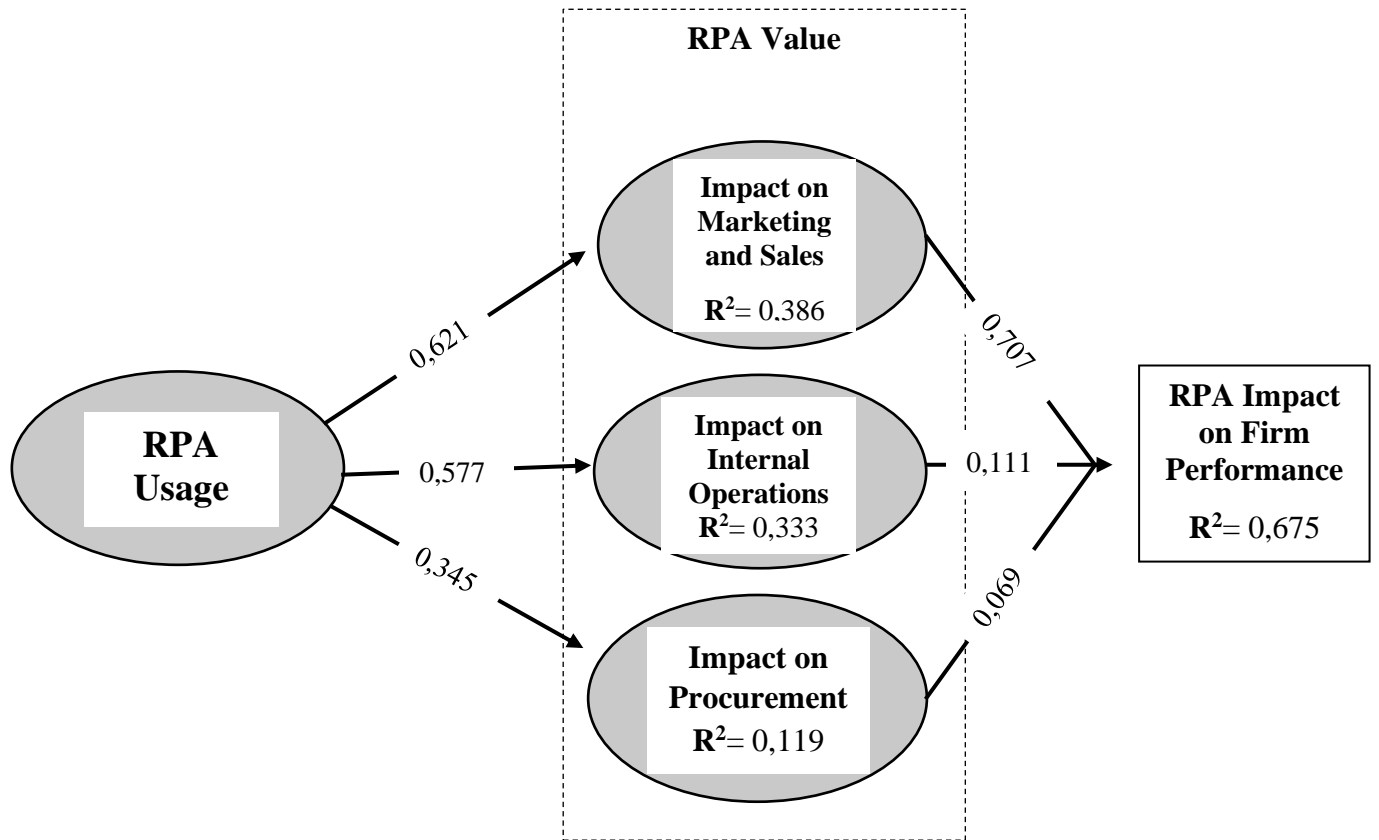 RPA Value
Impact on
Marketing
and Sales
R²= 0,386
0,621
0,707
RPA
Usage
0,577
Impact on
Internal
Operations
R²= 0,333
0,111
RPA Impact
on Firm
Performance
R²= 0,675
0,345
0,069
Impact on
Procurement
R²= 0,119